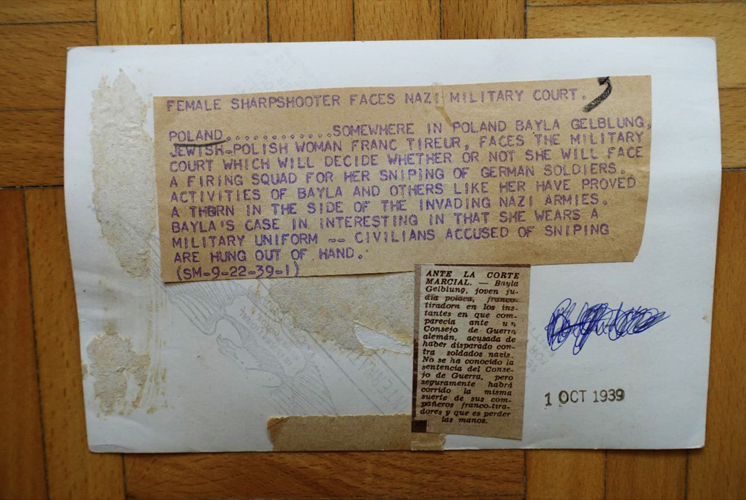 FEMALE SHARPSHOOTER FACES NAZI MILITARY COURT.
POLAND............SOMEWHERE IN POLAND BAYLA GELBLUNG,
JEWISH-POLISH WOMAN FRANC TIREUR, FACES THE MILITARY
COURT WHICH WILL DECIDE WHETHER OR NOT SHE WILL FACE
A FIRING SQUAD FOR HER SNIPING OF GERMAN SOLDIERS.
ACTIVITIES OF BAYLA AND OTHERS LIKE HER HAVE PROVED
A THORN IN THE SIDE OF THE INVADING NAZI ARMIES.
BAYLA'S CASE IN INTERESTING IN THAT SHE WEARS A
MILITARY UNIFORM -- CIVILIANS ACCUSED OF SNIPING
ARE HUNG OUT OF HAND.
(SM-9-22-39-1)
ANTE LA CORTE
MARCIAL. — Bayla
Gelblung, joven ju-
día polaca, franco-
tiradorn en los ins-
tantes en que com-
parecía ante un
Consejo de Guerra
alemán, acusada de
haber disparado con-
tra soldados nazis.
No se ha conocido la
sentencia del Conse-
jo de Guerra, pero
seguramente habrá
corrido la misma
suerte de sus com-
pañeros franco-tira-
dores y que es perder
las manos.
1 OCT 1939